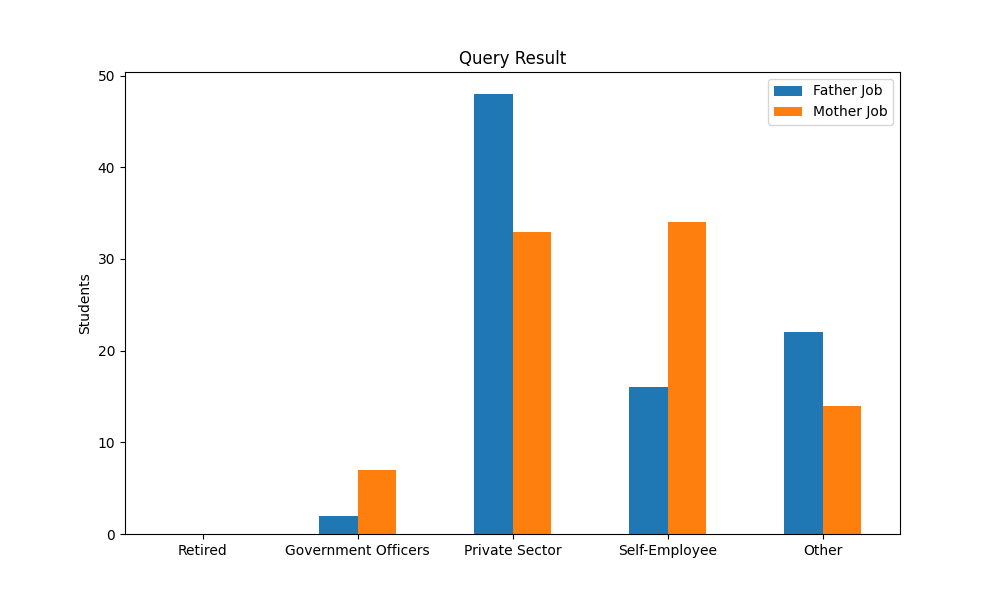 Query Result
50
40
30
20
10
0
Students
Father Job
Mother Job
Retired
Government Officers
Private Sector
Self-Employee
Other